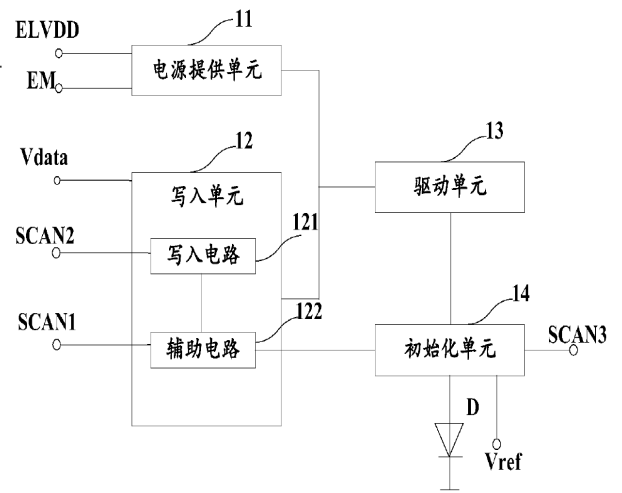 11
ELVDD
电源提供单元
EM
12
13
Vdata
写入单元
驱动单元
121
SCAN2
写入电路
122
14
SCAN1
辅助电路
初始化单元
SCAN3
D
Vref